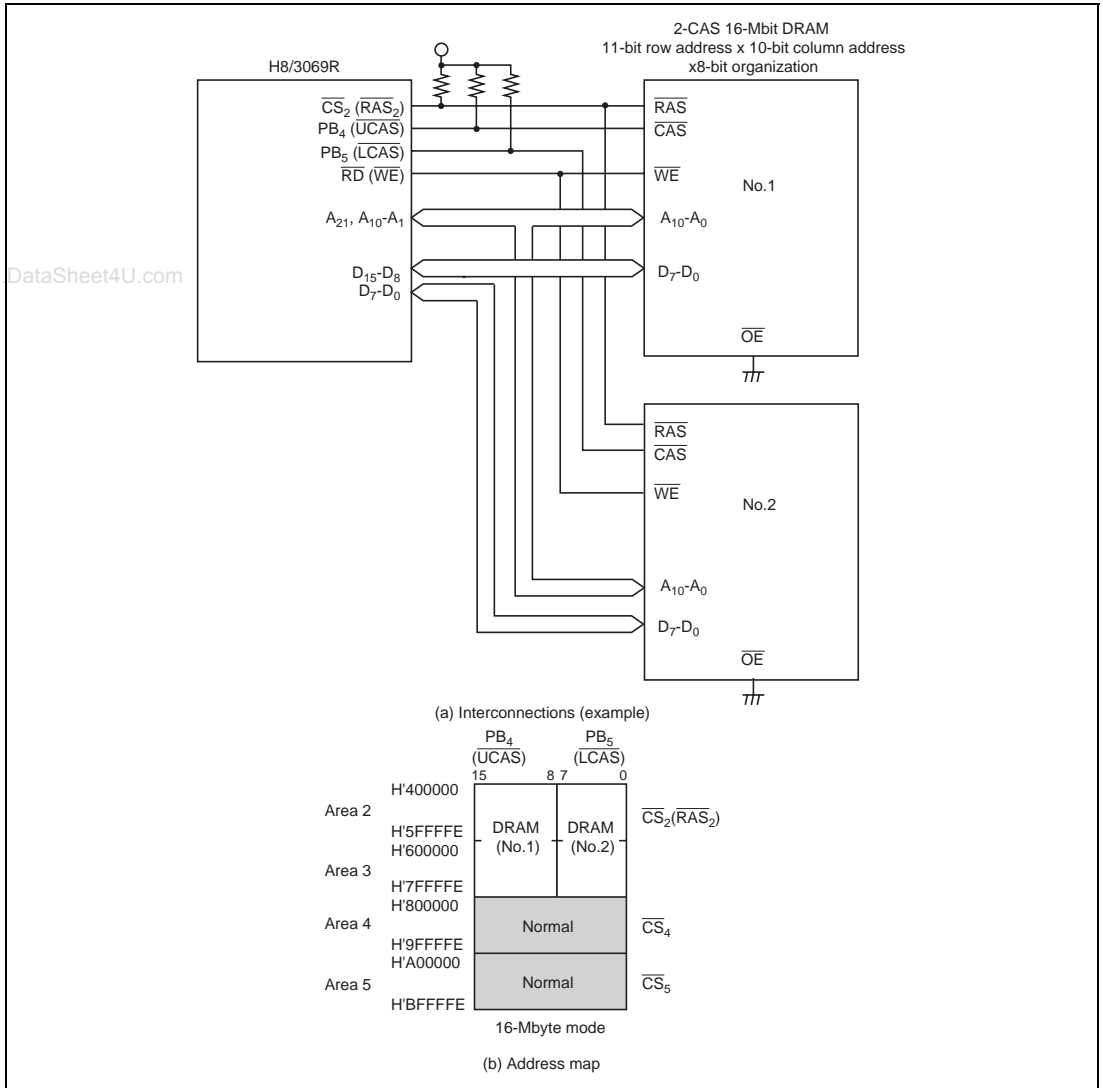 2-CAS 16-Mbit DRAM
11-bit row address x 10-bit column address
x8-bit organization
H8/3069R
CS₂ (RAS₂)
PB₄ (UCAS)
PB₅ (LCAS)
RD (WE)
A₂₁, A₁₀-A₁
D₁₅-D₈
D₇-D₀
RAS
CAS
WE
No.1
A₁₀-A₀
D₇-D₀
OE
DataSheet4U.com
RAS
CAS
WE
No.2
A₁₀-A₀
D₇-D₀
OE
(a) Interconnections (example)
PB₄ PB₅
(UCAS) (LCAS)
15 8 7 0
H'400000
Area 2
CS₂(RAS₂)
H'5FFFFE
DRAM DRAM
(No.1) (No.2)
H'600000
Area 3
H'7FFFFE
H'800000
Area 4 Normal CS₄
H'9FFFFE
H'A00000
Area 5 Normal CS₅
H'BFFFFE
16-Mbyte mode
(b) Address map